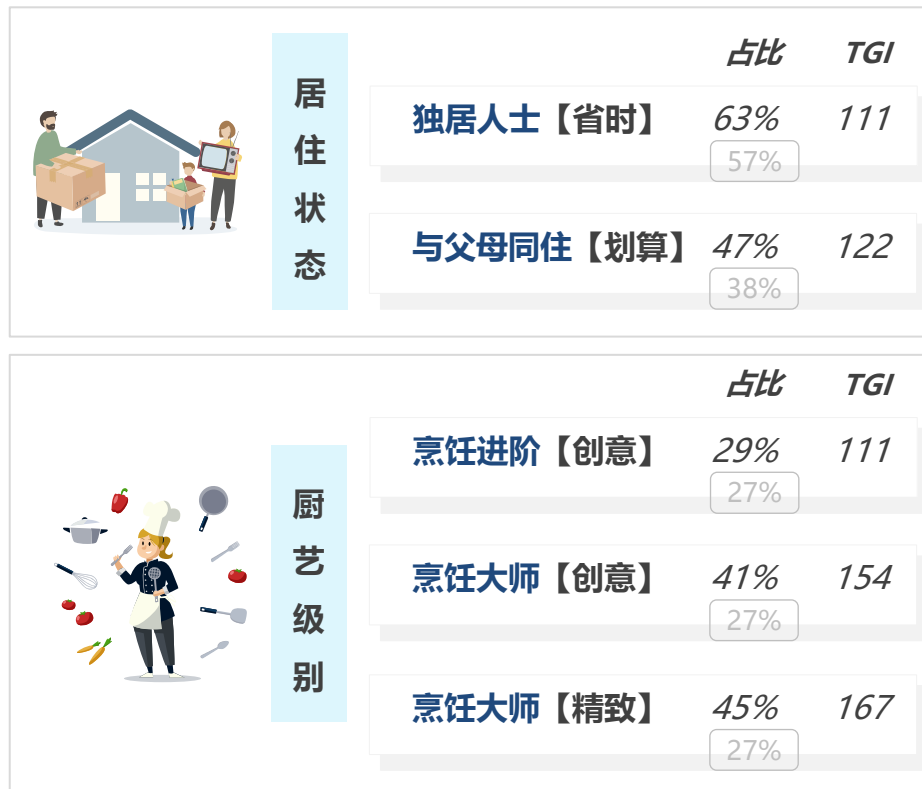 占比 TGI
居住状态
独居人士【省时】 63% 111
57%
与父母同住【划算】 47% 122
38%
占比 TGI
厨艺级别
烹饪进阶【创意】 29% 111
27%
烹饪大师【创意】 41% 154
27%
烹饪大师【精致】 45% 167
27%